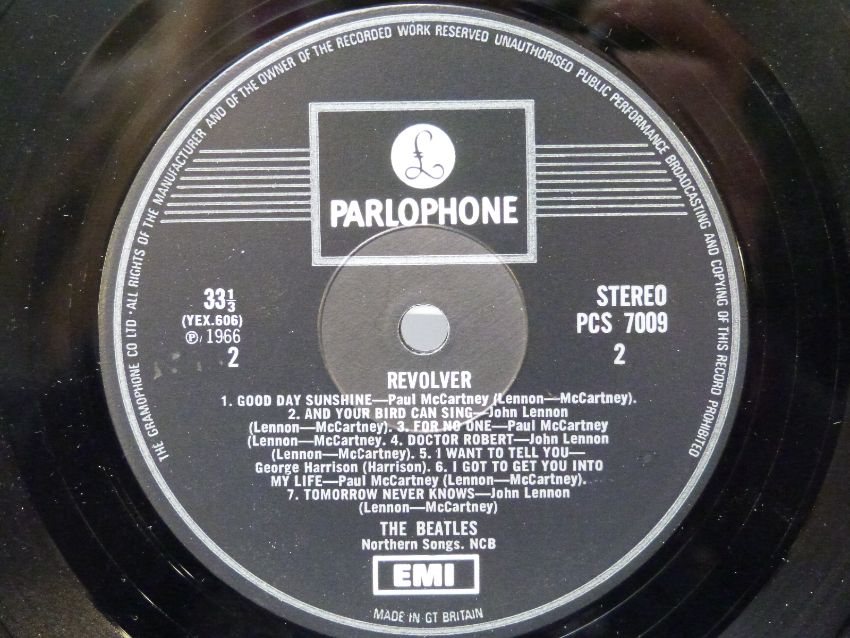 THE GRAMOPHONE CO LTD · ALL RIGHTS OF THE MANUFACTURER AND OF THE OWNER OF THE RECORDED WORK RESERVED UNAUTHORISED PUBLIC PERFORMANCE BROADCASTING AND COPYING OF THIS RECORD PROHIBITED
£
PARLOPHONE
33⅓
(YEX.606)
Ⓟ 1966
2
STEREO
PCS 7009
2
REVOLVER
1. GOOD DAY SUNSHINE—Paul McCartney (Lennon—McCartney).
2. AND YOUR BIRD CAN SING—John Lennon
(Lennon—McCartney). 3. FOR NO ONE—Paul McCartney
(Lennon—McCartney. 4. DOCTOR ROBERT—John Lennon
(Lennon—McCartney). 5. I WANT TO TELL YOU—
George Harrison (Harrison). 6. I GOT TO GET YOU INTO
MY LIFE—Paul McCartney (Lennon—McCartney).
7. TOMORROW NEVER KNOWS—John Lennon
(Lennon—McCartney)
THE BEATLES
Northern Songs. NCB
EMI
MADE IN GT BRITAIN